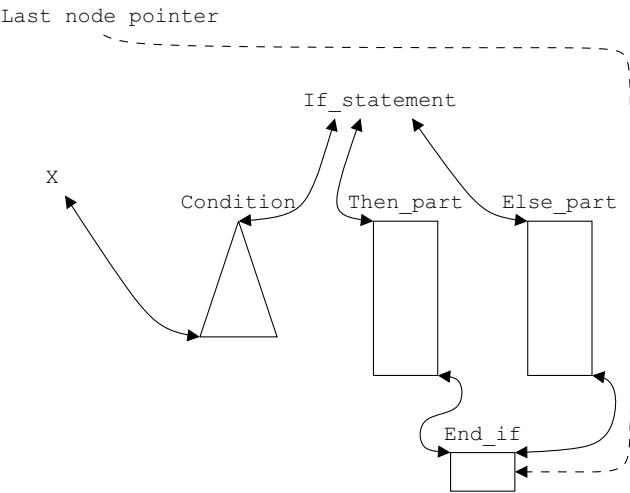 Last node pointer
If_statement
X
Condition
Then_part
Else_part
End_if